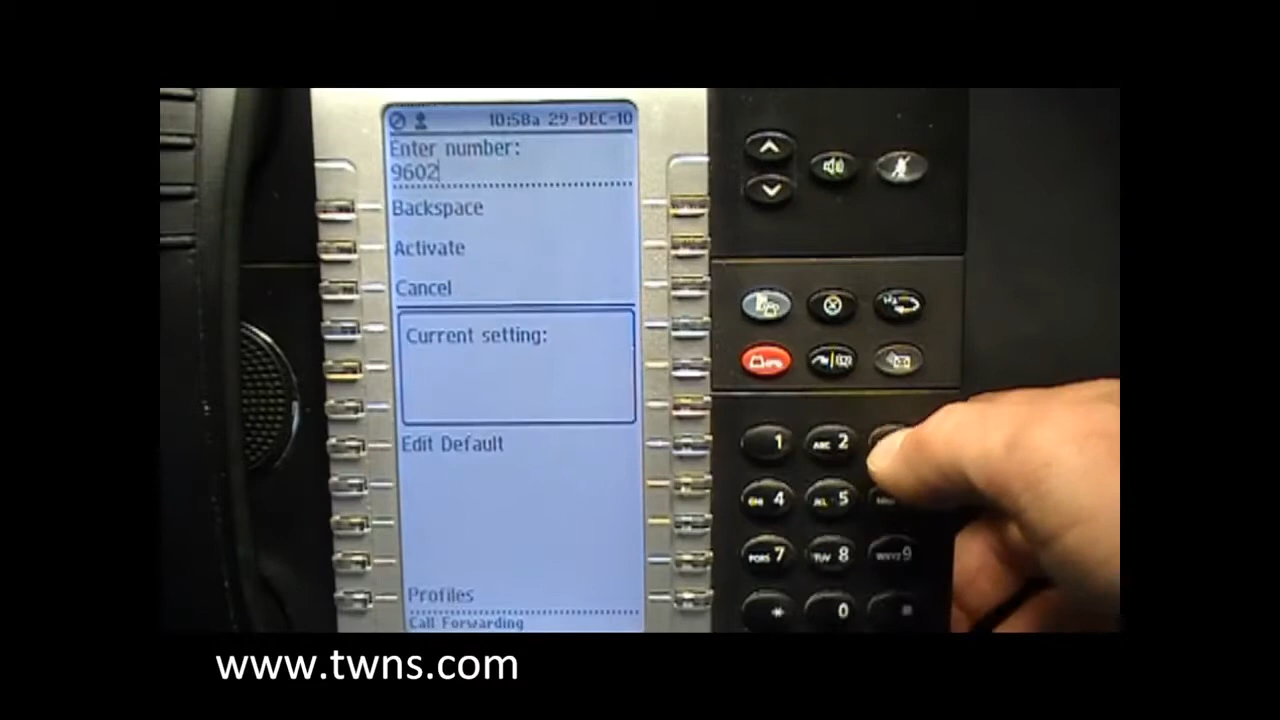 10:58a 29-DEC-10
Enter number:
9602
Backspace
Activate
Cancel
Current setting:
Edit Default
Profiles
Call Forwarding
1
ABC 2
GHI 4
JKL 5
PQRS 7
TUV 8
WXYZ 9
*
0
www.twns.com